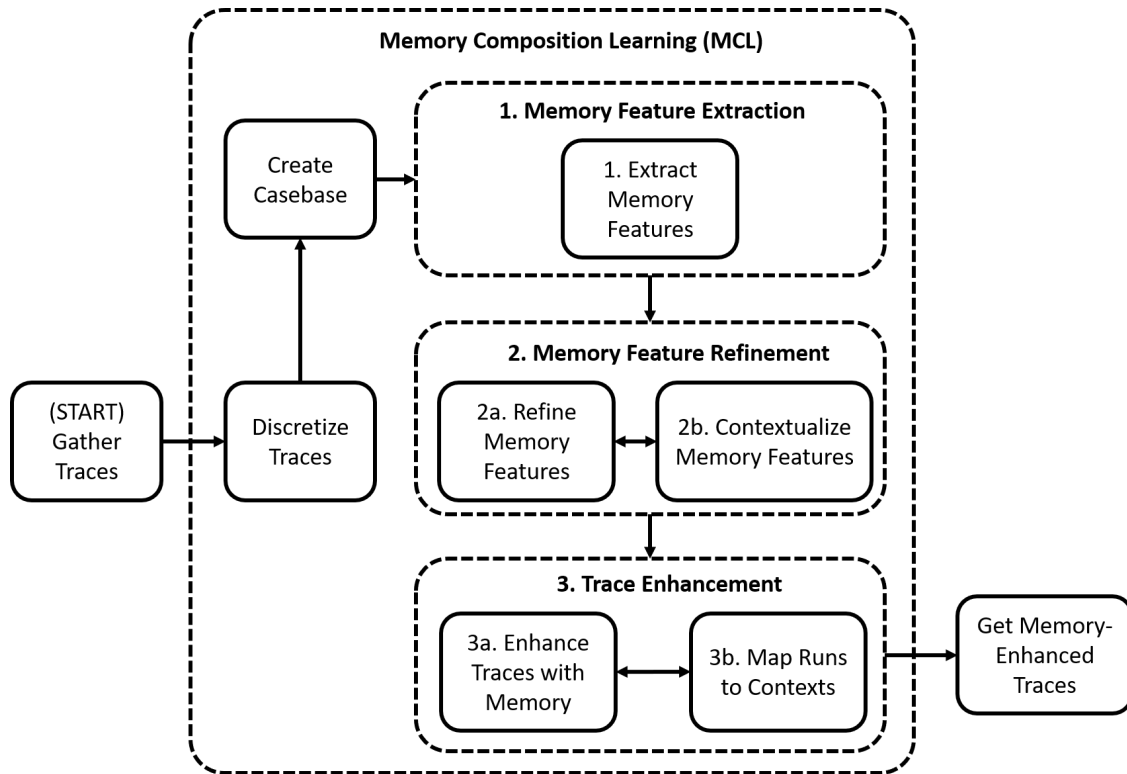 Memory Composition Learning (MCL)
1. Memory Feature Extraction
Create
Casebase
1. Extract
Memory
Features
2. Memory Feature Refinement
(START)
Gather
Traces
Discretize
Traces
2a. Refine
Memory
Features
2b. Contextualize
Memory Features
3. Trace Enhancement
3a. Enhance
Traces with
Memory
3b. Map Runs
to Contexts
Get Memory-
Enhanced
Traces